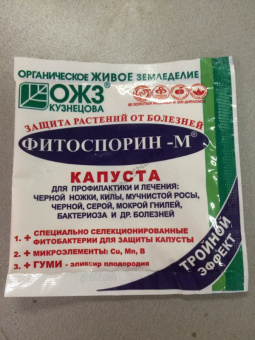 ОРГАНИЧЕСКОЕ ЖИВОЕ ЗЕМЛЕДЕЛИЕ
ОЖЗ
КУЗНЕЦОВА
ЗАЩИТА РАСТЕНИЙ ОТ БОЛЕЗНЕЙ
ФИТОСПОРИН -М®
КАПУСТА
ДЛЯ ПРОФИЛАКТИКИ И ЛЕЧЕНИЯ:
ЧЕРНОЙ НОЖКИ, КИЛЫ, МУЧНИСТОЙ РОСЫ,
ЧЕРНОЙ, СЕРОЙ, МОКРОЙ ГНИЛЕЙ,
БАКТЕРИОЗА И ДР. БОЛЕЗНЕЙ
1. + СПЕЦИАЛЬНО СЕЛЕКЦИОНИРОВАННЫЕ
ФИТОБАКТЕРИИ ДЛЯ ЗАЩИТЫ КАПУСТЫ
2. + МИКРОЭЛЕМЕНТЫ: Cu, Mn, B
3. + ГУМИ - эликсир плодородия
ТРОЙНОЙ
ЭФФЕКТ